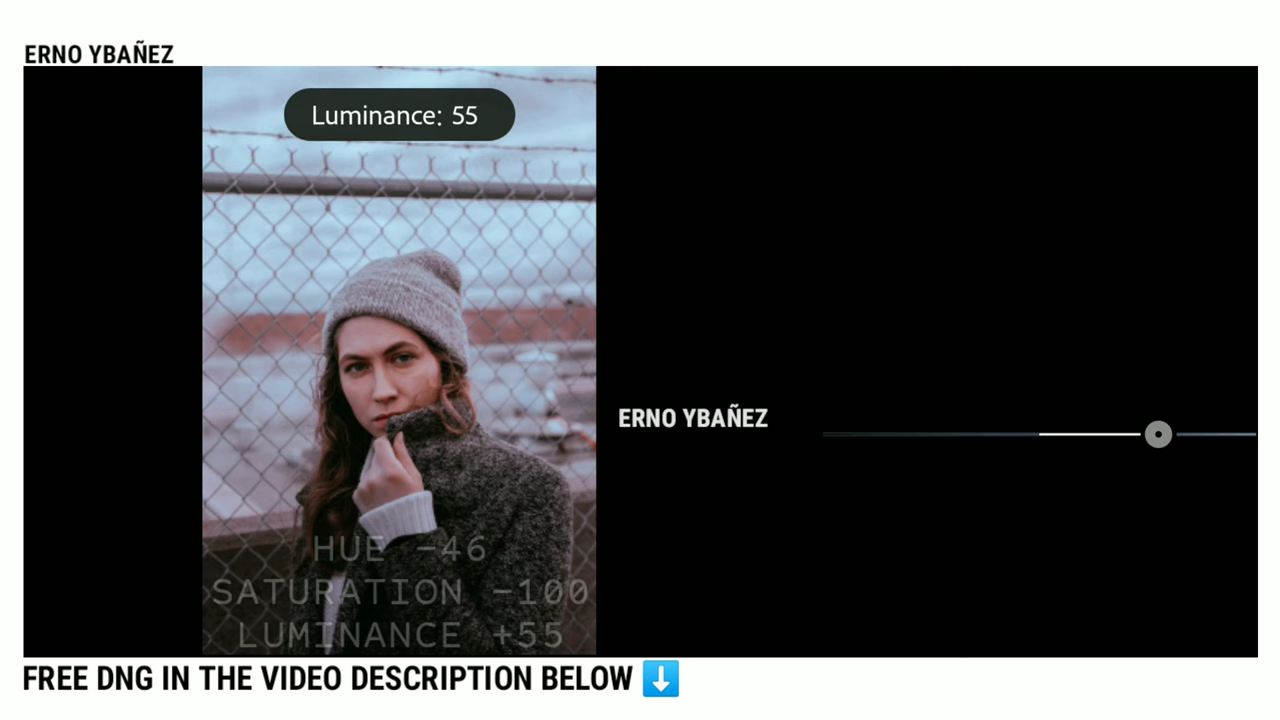 ERNO YBAÑEZ
Luminance: 55
ERNO YBAÑEZ
HUE -46
SATURATION -100
LUMINANCE +55
FREE DNG IN THE VIDEO DESCRIPTION BELOW ⬇️